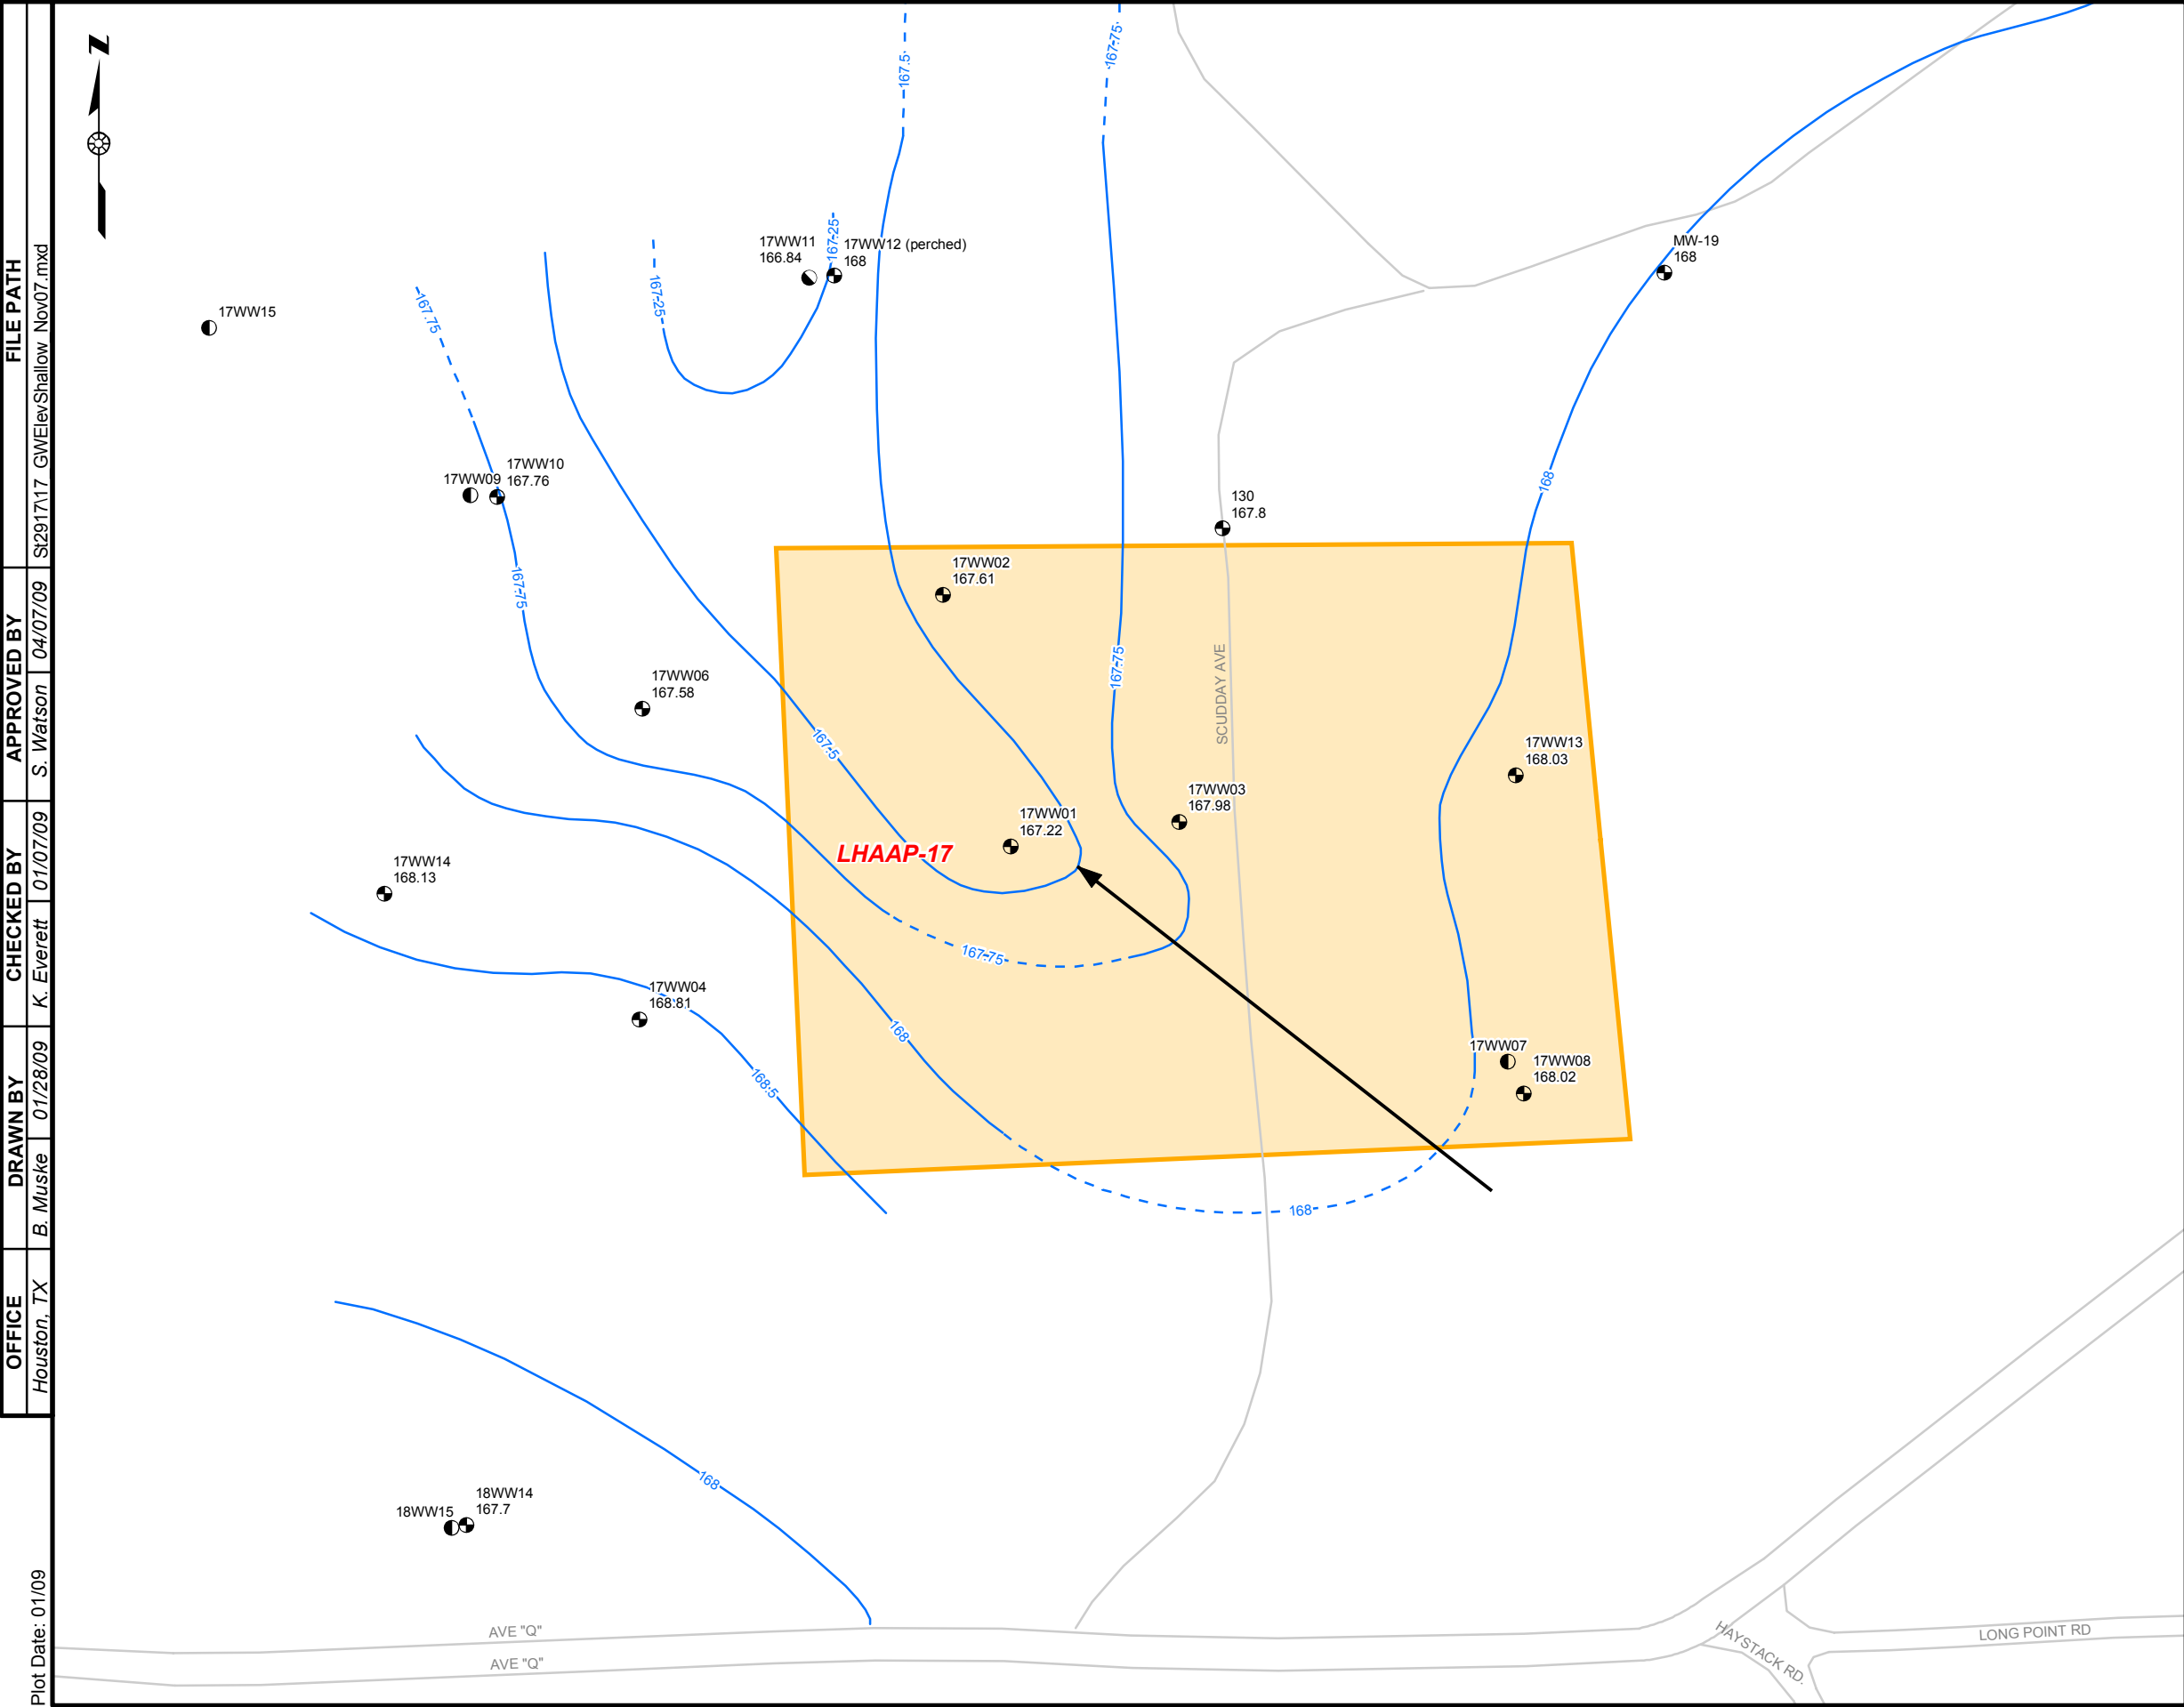 FILE PATH
St2917\17 GWElevShallow Nov07.mxd
APPROVED BY
S. Watson 04/07/09
CHECKED BY
K. Everett 01/07/09
DRAWN BY
B. Muske 01/28/09
OFFICE
Houston, TX
Plot Date: 01/09
N
167.5
167.75
17WW11
166.84
167.25
17WW12 (perched)
168
MW-19
168
167.25
167.75
17WW15
17WW09
17WW10
167.76
168
130
167.8
17WW02
167.61
167.75
17WW06
167.58
167.75
SCUDDAY AVE
167.5
17WW13
168.03
17WW03
167.98
17WW01
167.22
LHAAP-17
17WW14
168.13
167.75
17WW04
168.81
168
17WW07
17WW08
168.02
168.5
168
168
18WW14
167.7
18WW15
AVE "Q"
AVE "Q"
HAYSTACK RD.
LONG POINT RD